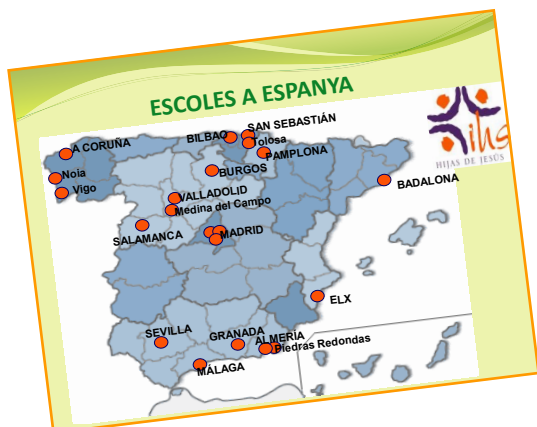 ESCOLES A ESPANYA
ihs
HIJAS DE JESÚS
A CORUÑA
BILBAO
SAN SEBASTIÁN
Tolosa
PAMPLONA
Noia
Vigo
BURGOS
BADALONA
VALLADOLID
Medina del Campo
SALAMANCA
MADRID
ELX
SEVILLA
GRANADA
ALMERÍA
Piedras Redondas
MÁLAGA